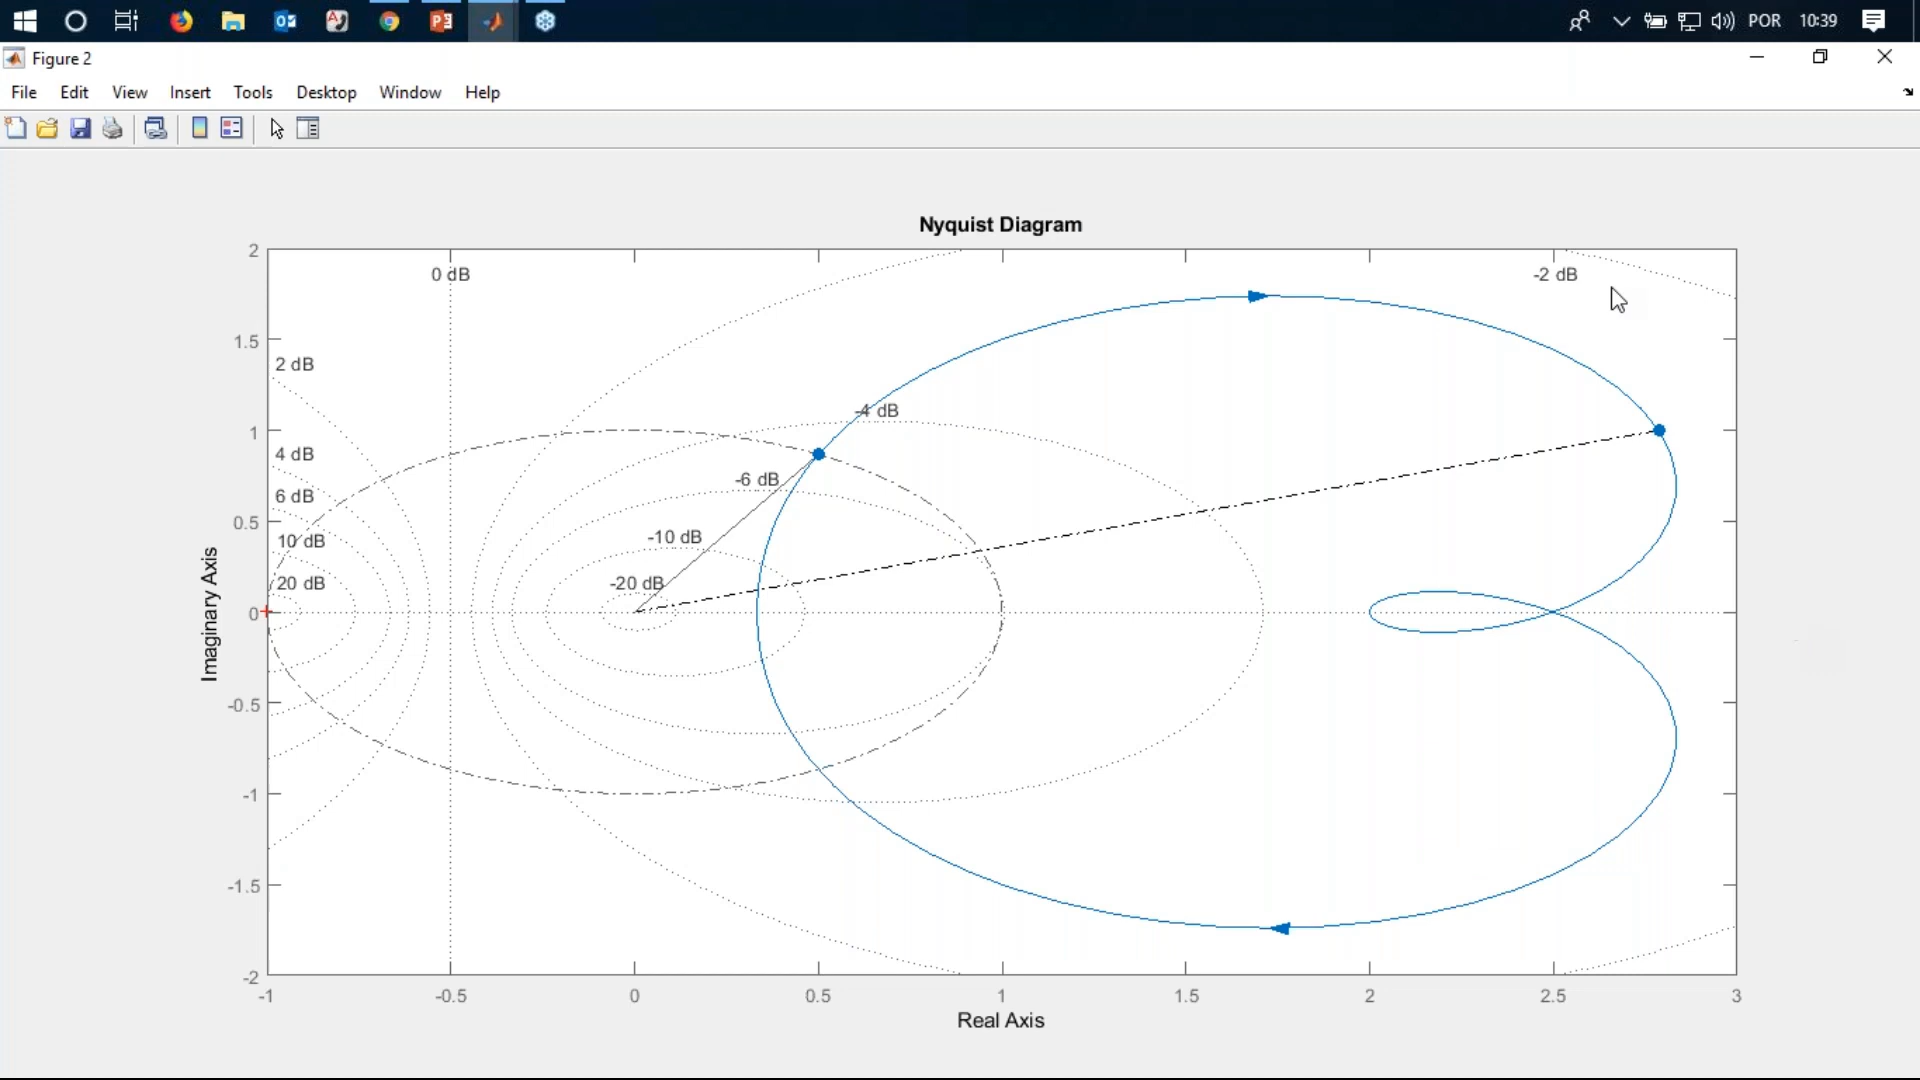 POR 10:39
Figure 2
File Edit View Insert Tools Desktop Window Help
Nyquist Diagram
2
0 dB
-2 dB
1.5
2 dB
-4 dB
1
4 dB
-6 dB
6 dB
0.5
-10 dB
10 dB
-20 dB
20 dB
0
Imaginary Axis
-0.5
-1
-1.5
-2
-1 -0.5 0 0.5 1 1.5 2 2.5 3
Real Axis